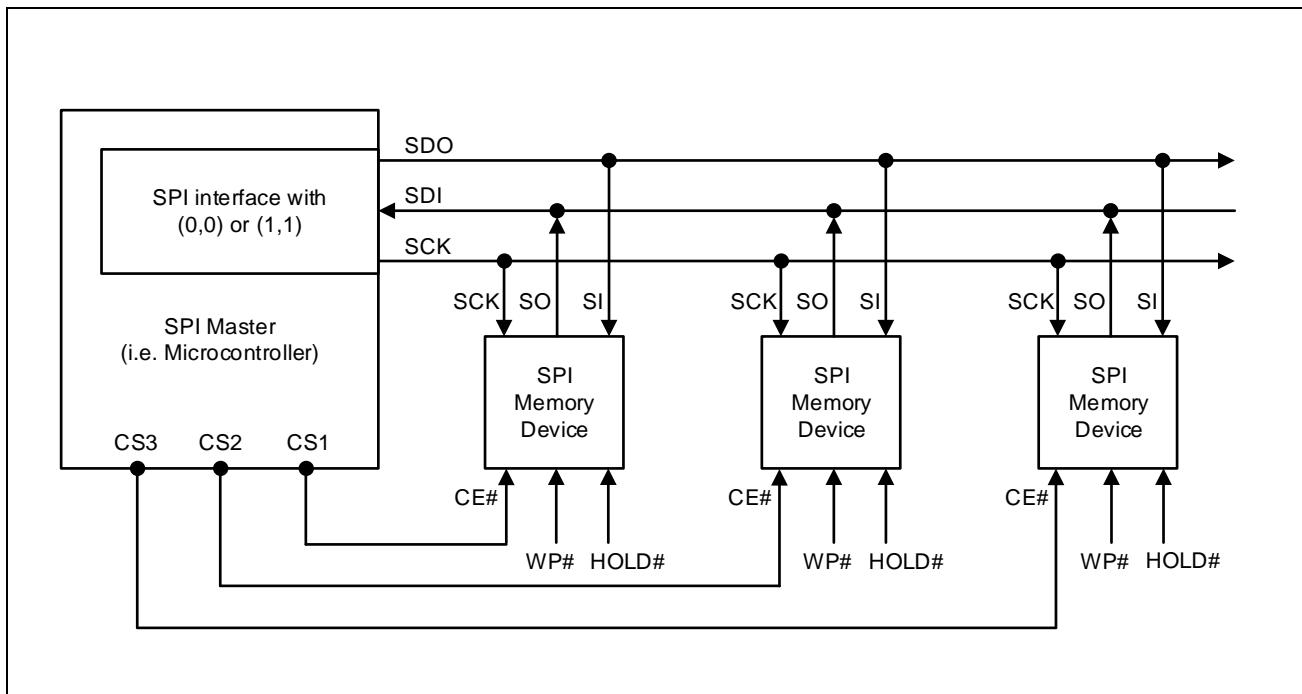 SDO
SPI interface with
(0,0) or (1,1)
SDI
SCK
SPI Master
(i.e. Microcontroller)
CS3 CS2 CS1
SCK SO SI
SPI
Memory
Device
CE#
WP# HOLD#
SCK SO SI
SPI
Memory
Device
CE#
WP# HOLD#
SCK SO SI
SPI
Memory
Device
CE#
WP# HOLD#